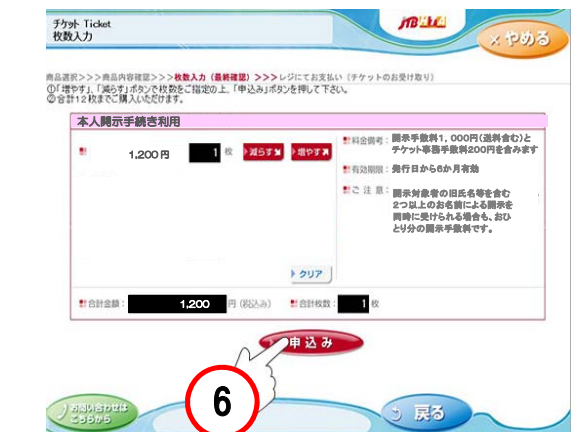 チケット Ticket
枚数入力
JTB
×やめる
商品選択>>>商品内容確認>>>枚数入力（最終確認）>>>レジにてお支払い（チケットのお受け取り）
①「増やす」、「減らす」ボタンで枚数をご指定の上、「申込み」ボタンを押して下さい。
②合計12枚までご購入いただけます。
本人開示手続き利用
1,200円 1 枚 減らす 増やす
料金備考： 開示手数料1,000円(送料含む)と
チケット事務手数料200円を含みます
有効期限： 発行日から6か月有効
ご注意： 開示対象者の旧氏名等を含む
2つ以上のお名前による開示を
同時に受けられる場合も、おひ
とり分の開示手数料です。
クリア
合計金額： 1,200 円（税込み） 合計枚数： 1 枚
申込み
6
お問い合わせは
こちらから
戻る